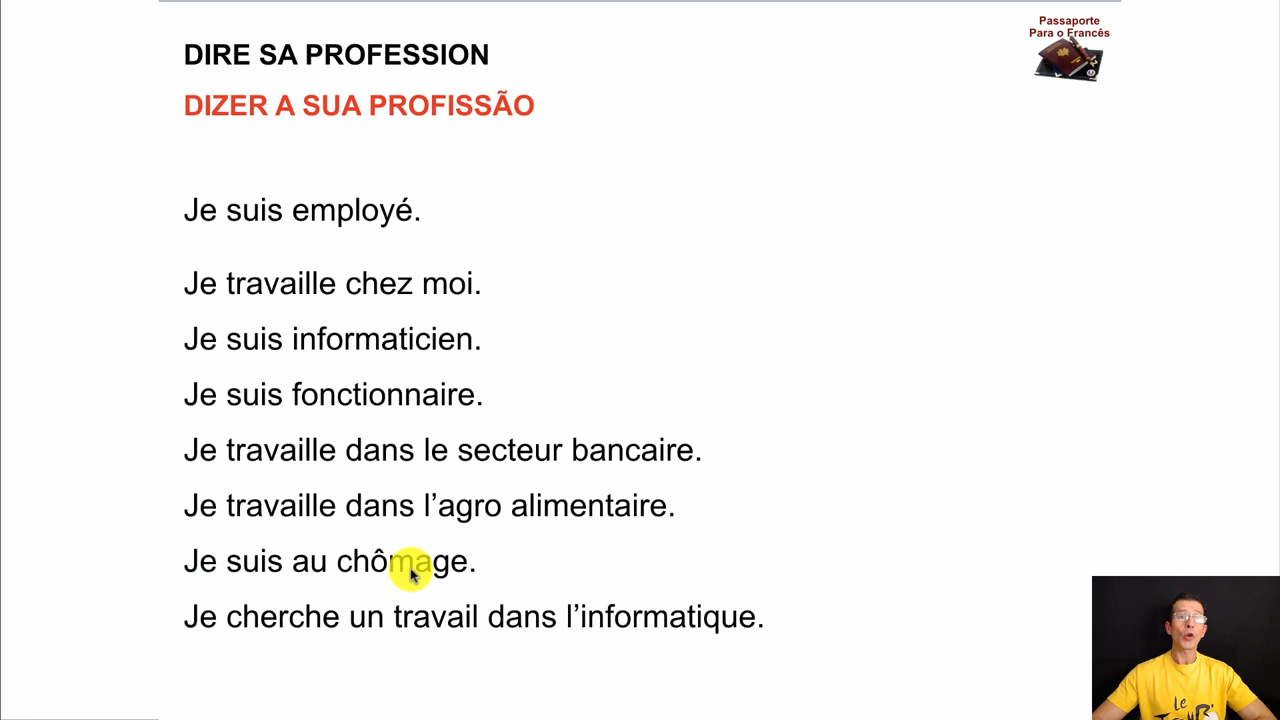 Passaporte
Para o Francês
DIRE SA PROFESSION
DIZER A SUA PROFISSÃO
Je suis employé.
Je travaille chez moi.
Je suis informaticien.
Je suis fonctionnaire.
Je travaille dans le secteur bancaire.
Je travaille dans l’agro alimentaire.
Je suis au chômage.
Je cherche un travail dans l’informatique.
Le